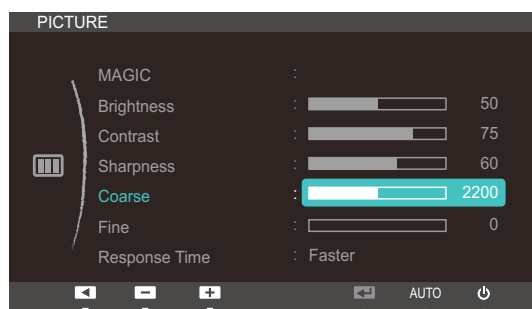 PICTURE
MAGIC :
Brightness : 50
Contrast : 75
Sharpness : 60
Coarse : 2200
Fine : 0
Response Time : Faster
AUTO